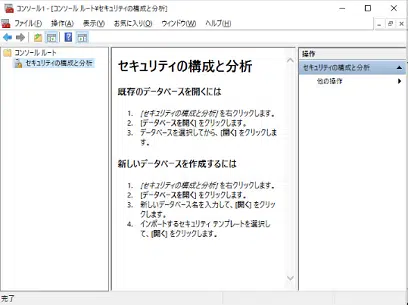 コンソール1 - [コンソール ルート¥セキュリティの構成と分析]
ファイル(F) 操作(A) 表示(V) お気に入り(O) ウィンドウ(W) ヘルプ(H)
コンソール ルート
セキュリティの構成と分析
セキュリティの構成と分析
既存のデータベースを開くには
1. [セキュリティの構成と分析] を右クリックします。
2. [データベースを開く] をクリックします。
3. データベースを選択してから、[開く] をクリックしま
す。
新しいデータベースを作成するには
1. [セキュリティの構成と分析] を右クリックします。
2. [データベースを開く] をクリックします。
3. 新しいデータベース名を入力して、[開く] をクリッ
クします。
4. インポートするセキュリティ テンプレートを選択し
て、[開く] をクリックします。
操作
セキュリティの構成と分析
他の操作
完了